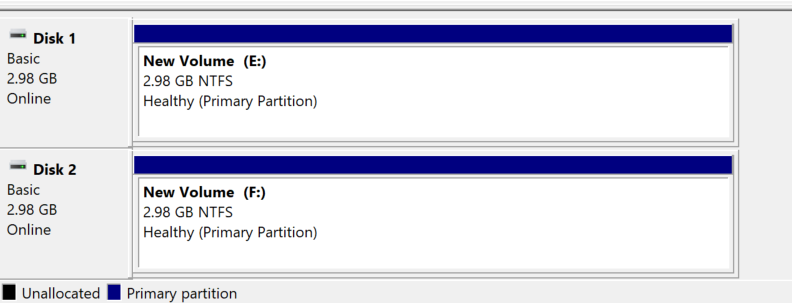 Disk 1
Basic
2.98 GB
Online
New Volume (E:)
2.98 GB NTFS
Healthy (Primary Partition)
Disk 2
Basic
2.98 GB
Online
New Volume (F:)
2.98 GB NTFS
Healthy (Primary Partition)
Unallocated Primary partition